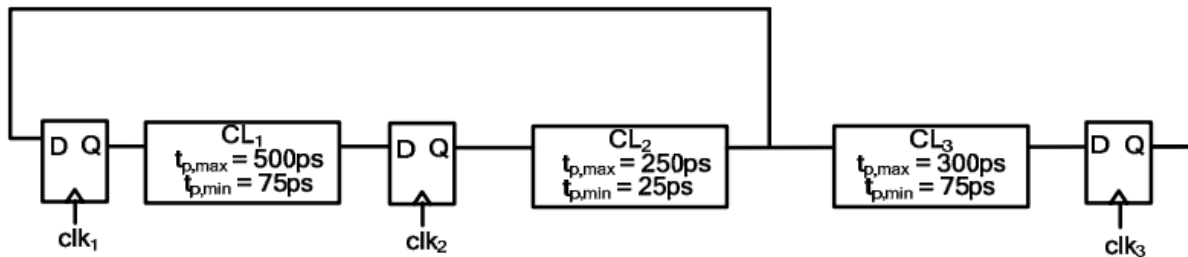 D Q
CL₁
tp,max = 500ps
tp,min = 75ps
clk₁
D Q
clk₂
CL₂
tp,max = 250ps
tp,min = 25ps
CL₃
tp,max = 300ps
tp,min = 75ps
D Q
clk₃